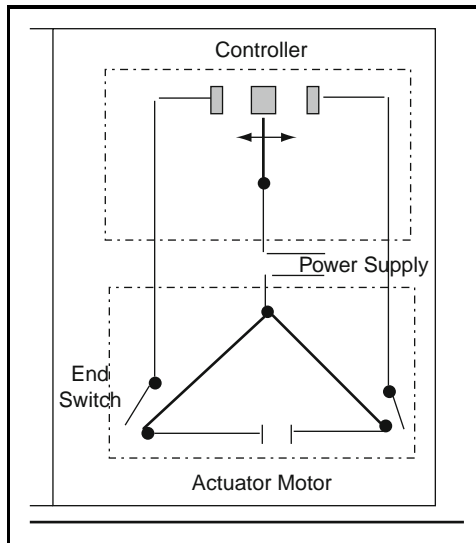 Controller
Power Supply
End
Switch
Actuator Motor